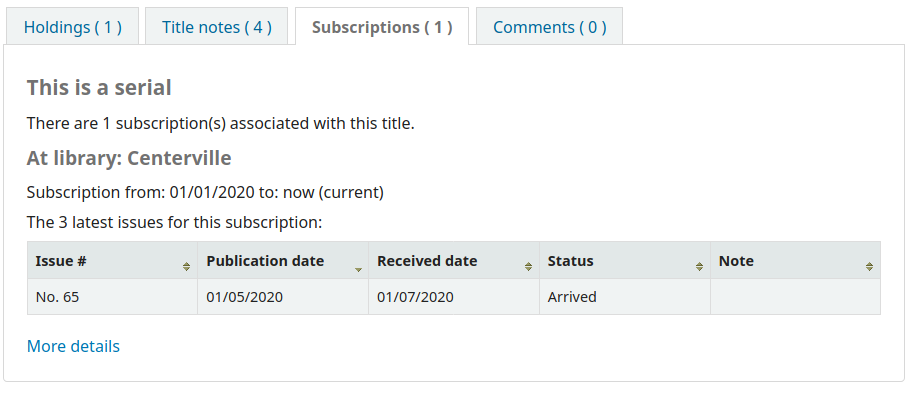 Holdings ( 1 ) Title notes ( 4 ) Subscriptions ( 1 ) Comments ( 0 )
This is a serial
There are 1 subscription(s) associated with this title.
At library: Centerville
Subscription from: 01/01/2020 to: now (current)
The 3 latest issues for this subscription:
Issue # Publication date Received date Status Note
No. 65 01/05/2020 01/07/2020 Arrived
More details